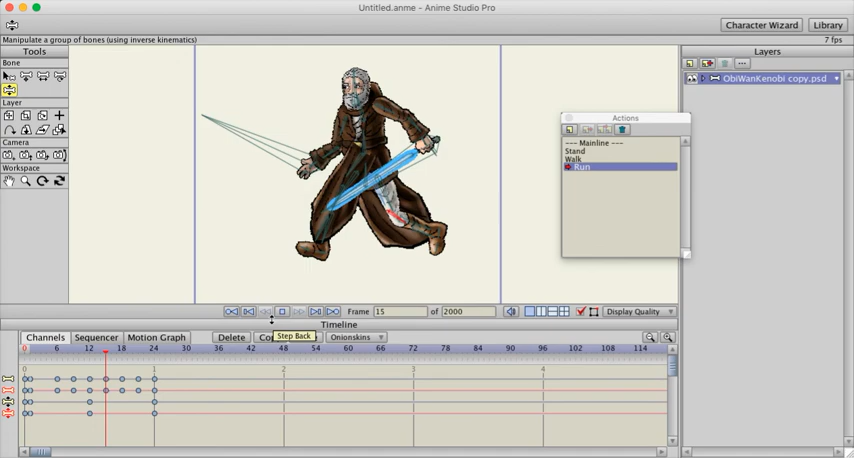 Untitled.anme - Anime Studio Pro
Character Wizard
Library
Manipulate a group of bones (using inverse kinematics)
7 fps
Tools
Bone
Layer
Camera
Workspace
Layers
ObiWanKenobi copy.psd
Actions
--- Mainline ---
Stand
Walk
Run
Frame 15 of 2000
Display Quality
Step Back
Timeline
Channels Sequencer Motion Graph Delete Onionskins
0 6 12 18 24 30 36 42 48 54 60 66 72 78 84 90 96 102 108 114
0 1 2 3 4